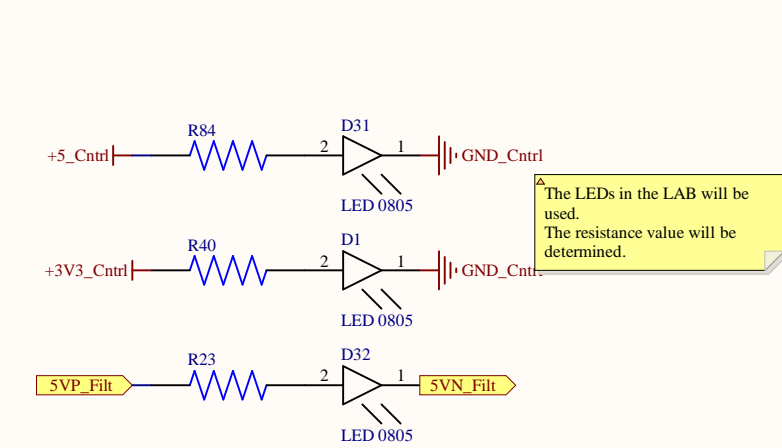 R84
D31
+5_Cntrl
2
1
GND_Cntrl
LED 0805
The LEDs in the LAB will be
used.
The resistance value will be
determined.
R40
D1
+3V3_Cntrl
2
1
GND_Cntrl
LED 0805
R23
D32
5VP_Filt
2
1
5VN_Filt
LED 0805